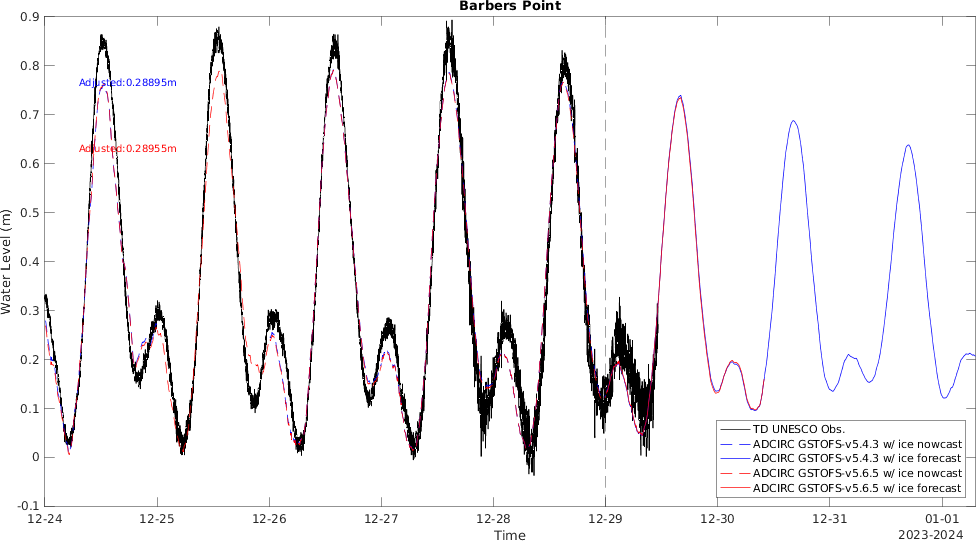 Barbers Point
0.9
0.8
0.7
0.6
0.5
0.4
0.3
0.2
0.1
0
-0.1
Water Level (m)
Adjusted:0.28895m
Adjusted:0.28955m
TD UNESCO Obs.
ADCIRC GSTOFS-v5.4.3 w/ ice nowcast
ADCIRC GSTOFS-v5.4.3 w/ ice forecast
ADCIRC GSTOFS-v5.6.5 w/ ice nowcast
ADCIRC GSTOFS-v5.6.5 w/ ice forecast
12-24 12-25 12-26 12-27 12-28 12-29 12-30 12-31 01-01
Time
2023-2024